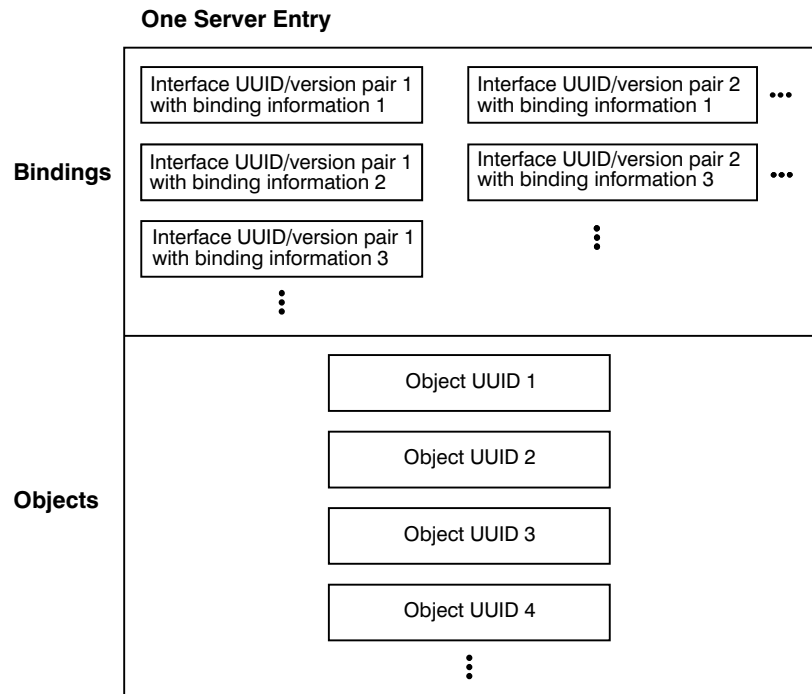 One Server Entry
Bindings
Interface UUID/version pair 1
with binding information 1
Interface UUID/version pair 2
with binding information 1
Interface UUID/version pair 1
with binding information 2
Interface UUID/version pair 2
with binding information 3
Interface UUID/version pair 1
with binding information 3
Objects
Object UUID 1
Object UUID 2
Object UUID 3
Object UUID 4